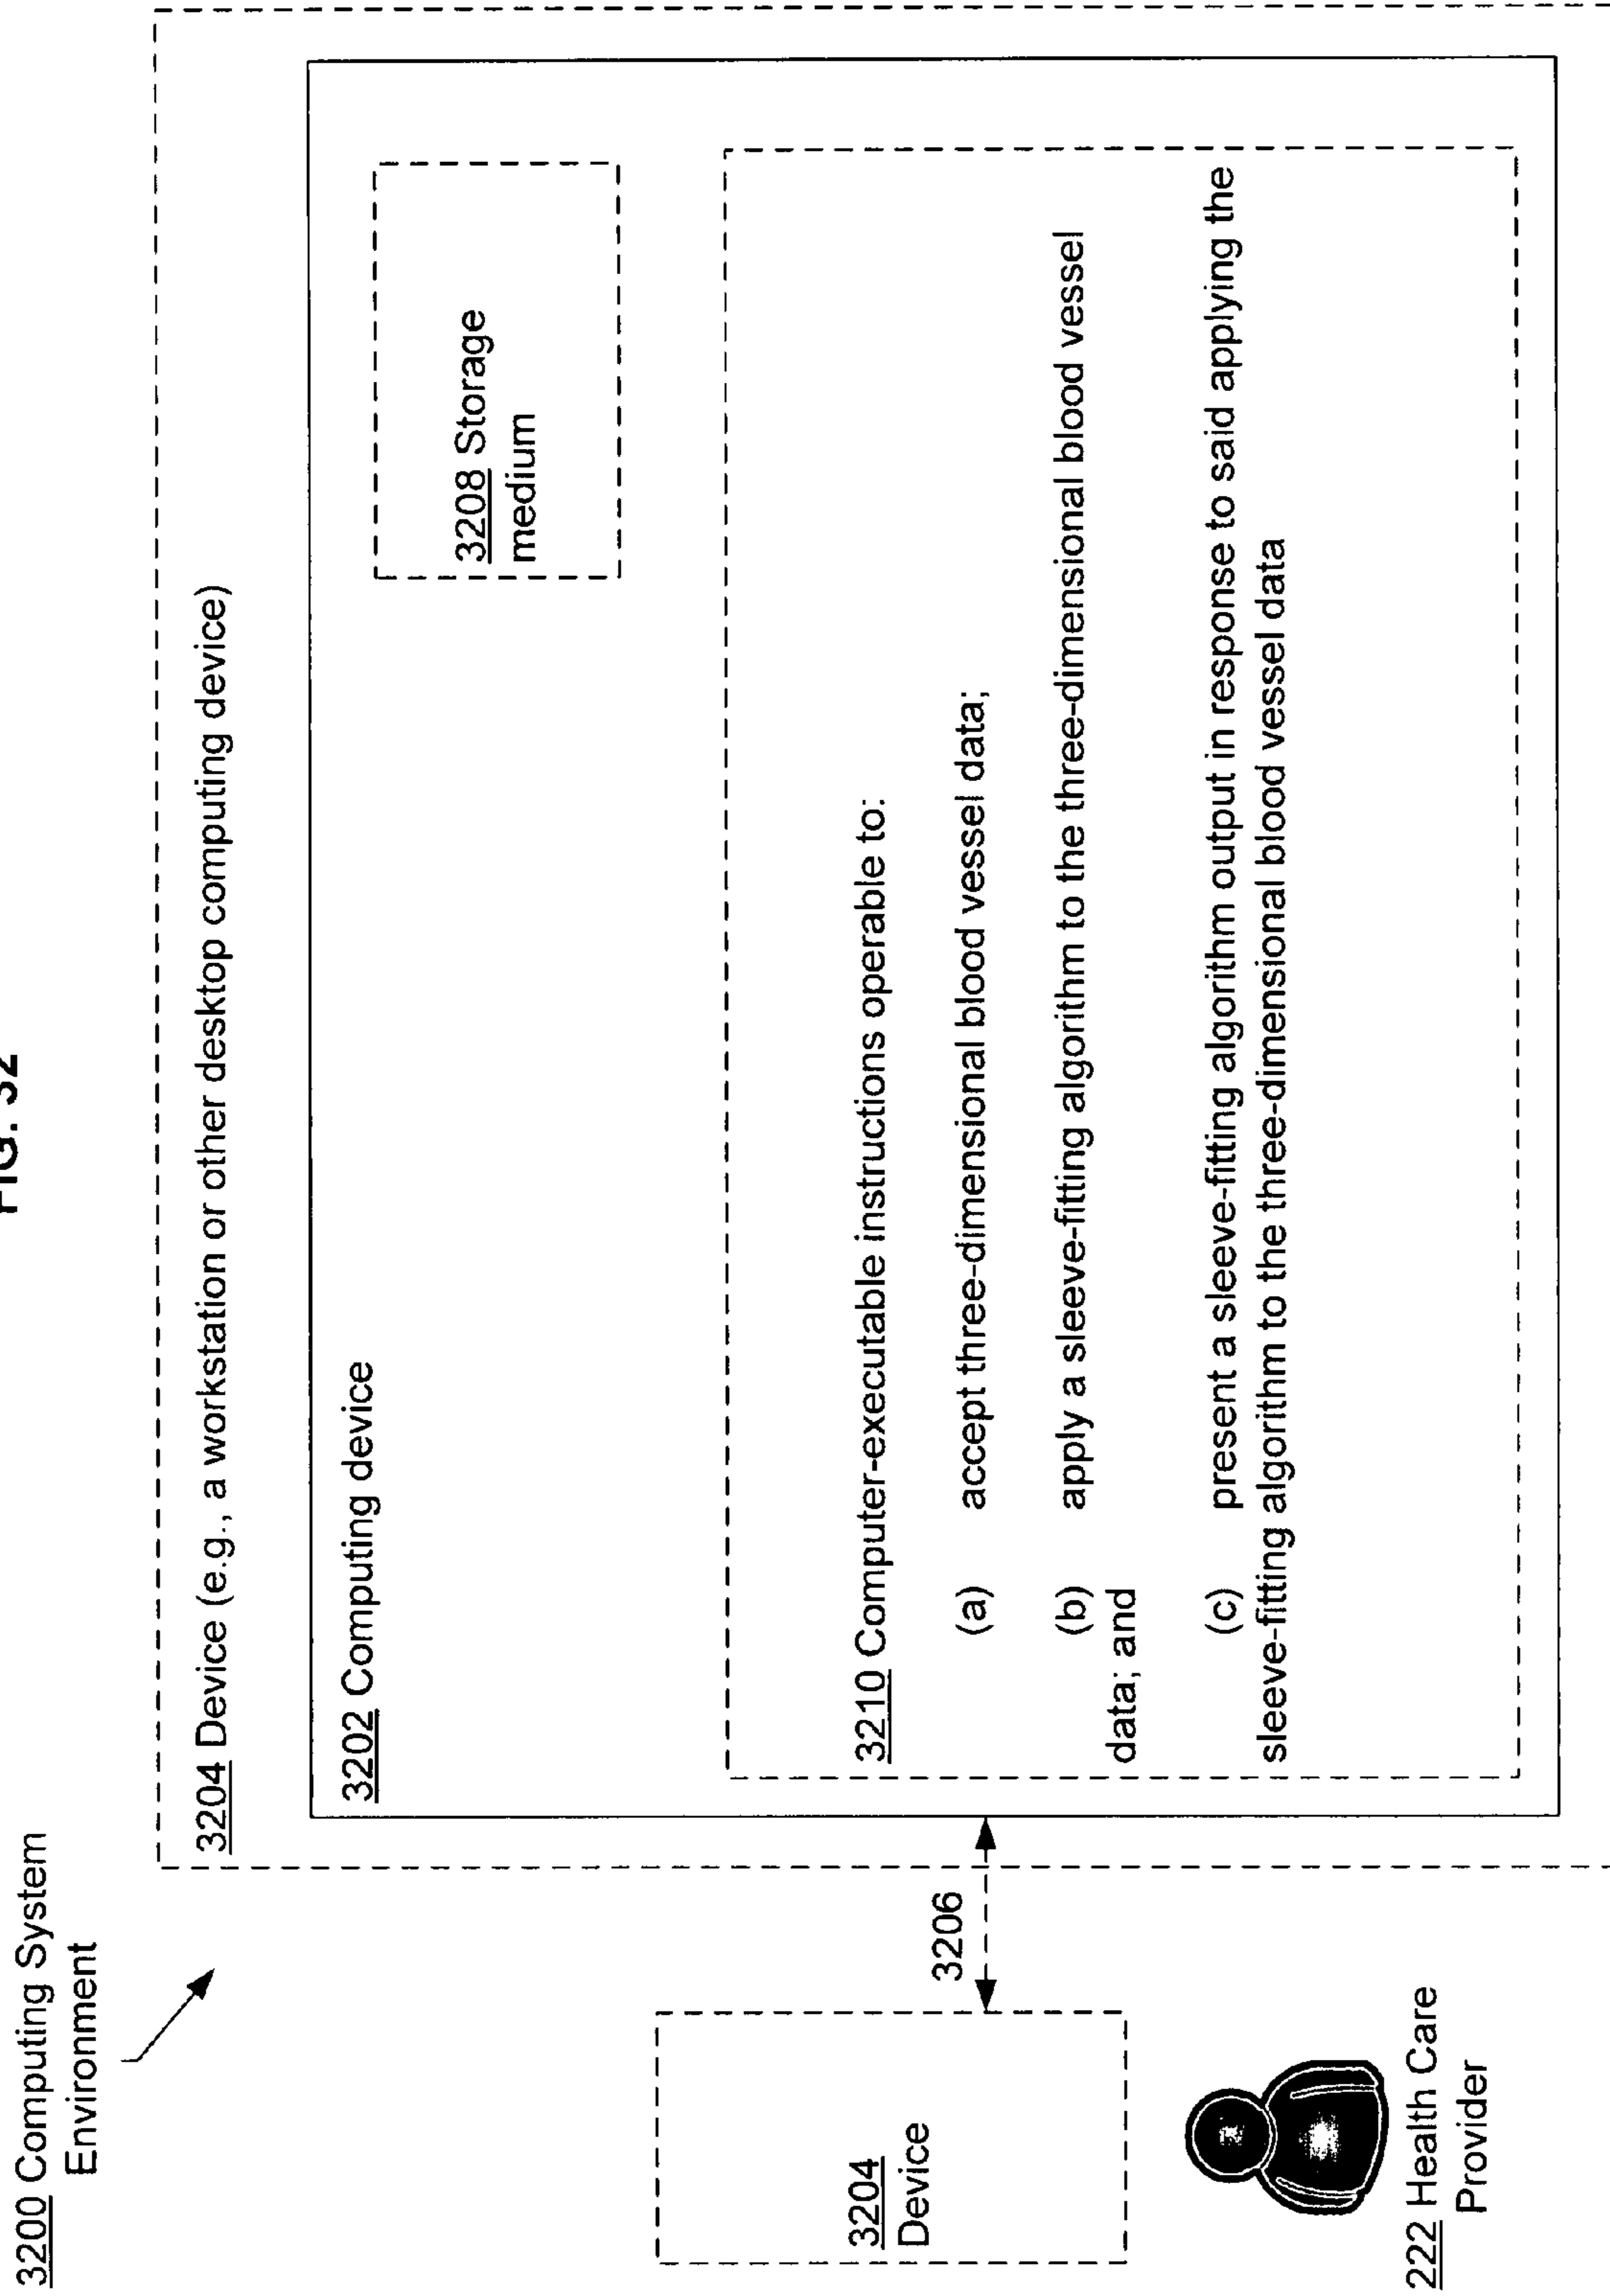 FIG. 32
3200 Computing System
Environment
3204 Device (e.g., a workstation or other desktop computing device)
3202 Computing device
3208 Storage
medium
3210 Computer-executable instructions operable to:
(a) accept three-dimensional blood vessel data;
(b) apply a sleeve-fitting algorithm to the three-dimensional blood vessel
data; and
(c) present a sleeve-fitting algorithm output in response to said applying the
sleeve-fitting algorithm to the three-dimensional blood vessel data
3206
3204
Device
222 Health Care
Provider